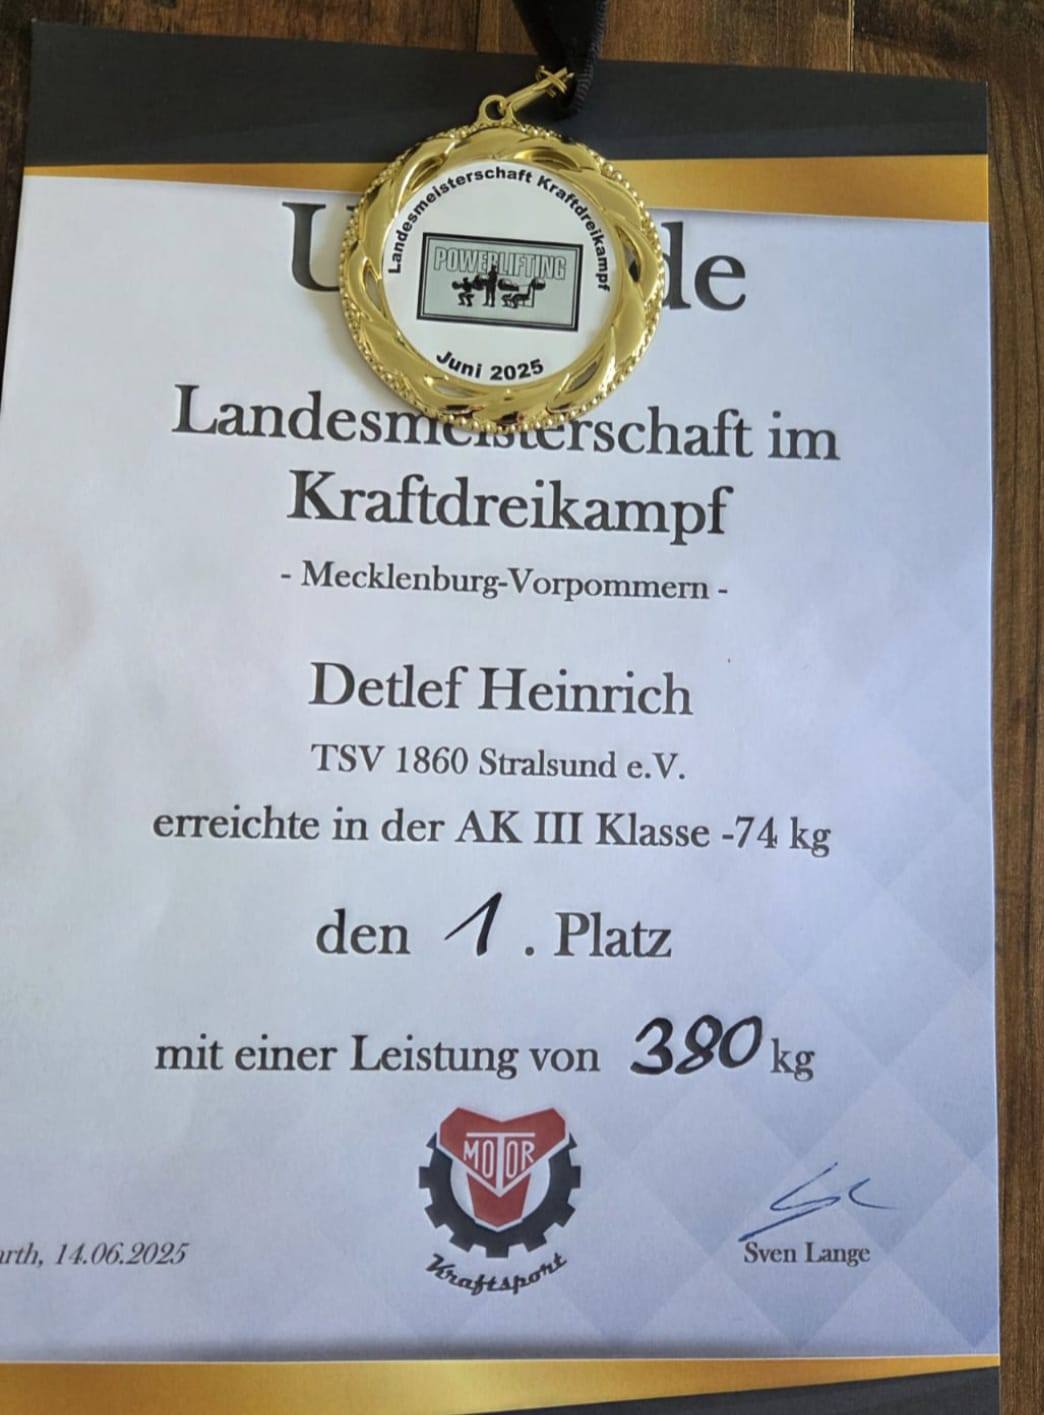 Landesmeisterschaft Kraftdreikampf
POWERLIFTING
Juni 2025
Landesmeisterschaft im
Kraftdreikampf
- Mecklenburg-Vorpommern -
Detlef Heinrich
TSV 1860 Stralsund e.V.
erreichte in der AK III Klasse -74 kg
den 1. Platz
mit einer Leistung von 380 kg
MOTOR
Kraftsport
14.06.2025
Sven Lange